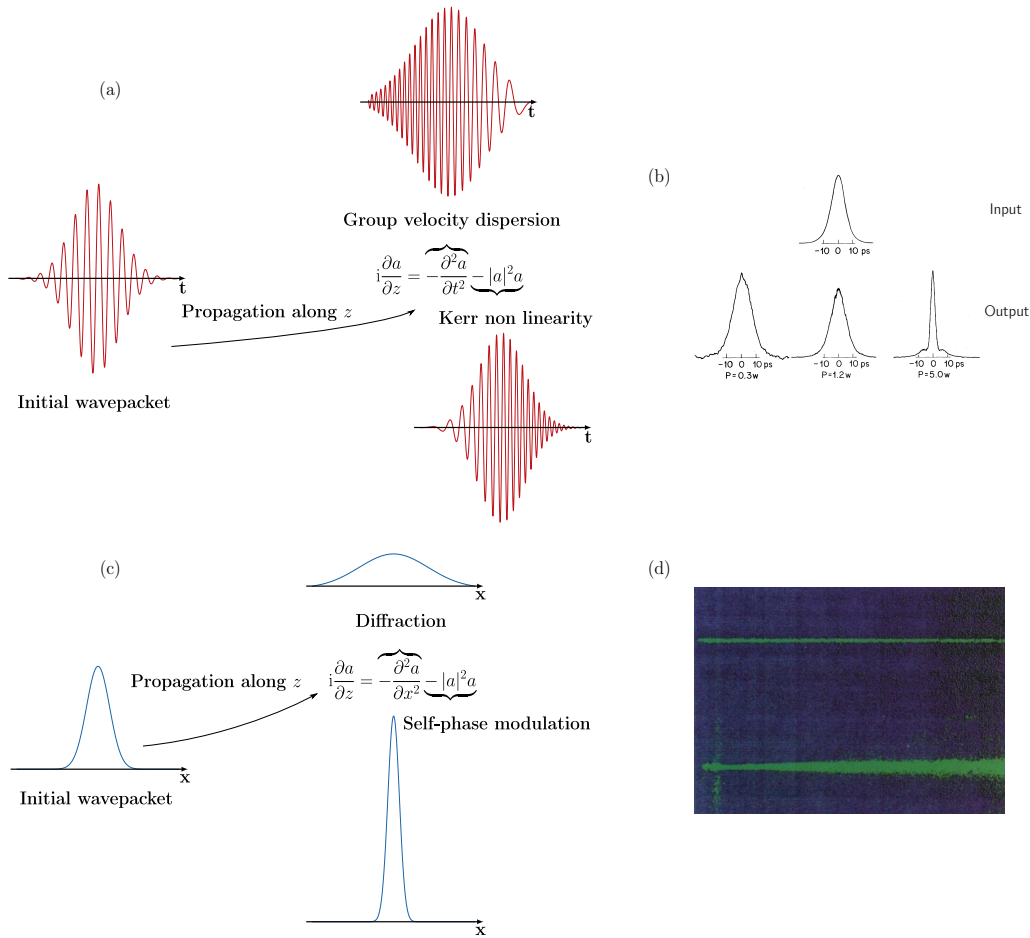 (a)
t
Group velocity dispersion
i∂a/∂z = −∂²a/∂t² − |a|²a
t
Propagation along z
Kerr non linearity
Initial wavepacket
t
(b)
Input
−10 0 10 ps
Output
−10 0 10 ps
P=0.3w
−10 0 10 ps
P=1.2w
−10 0 10 ps
P=5.0w
(c)
x
Diffraction
Propagation along z
i∂a/∂z = −∂²a/∂x² − |a|²a
Self-phase modulation
x
Initial wavepacket
x
(d)